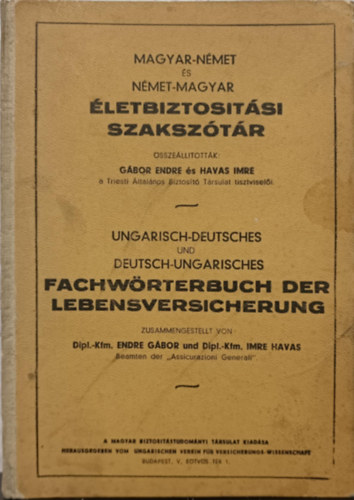 MAGYAR-NÉMET
ÉS
NÉMET-MAGYAR
ÉLETBIZTOSITÁSI
SZAKSZÓTÁR
ÖSSZEÁLLITOTTÁK:
GÁBOR ENDRE és HAVAS IMRE
a Triesti Általános Biztositó Társulat tisztviselői.
UNGARISCH-DEUTSCHES
UND
DEUTSCH-UNGARISCHES
FACHWÖRTERBUCH DER
LEBENSVERSICHERUNG
ZUSAMMENGESTELLT VON:
Dipl.-Kfm. ENDRE GÁBOR und Dipl.-Kfm. IMRE HAVAS
Beamten der „Assicurazioni Generali".
A MAGYAR BIZTOSITÁSTUDOMÁNYI TÁRSULAT KIADÁSA
HERAUSGEGEBEN VOM UNGARISCHEN VEREIN FÜR VERSICHERUNGS-WISSENSCHAFT
BUDAPEST, V, EÖTVÖS TÉR 1.